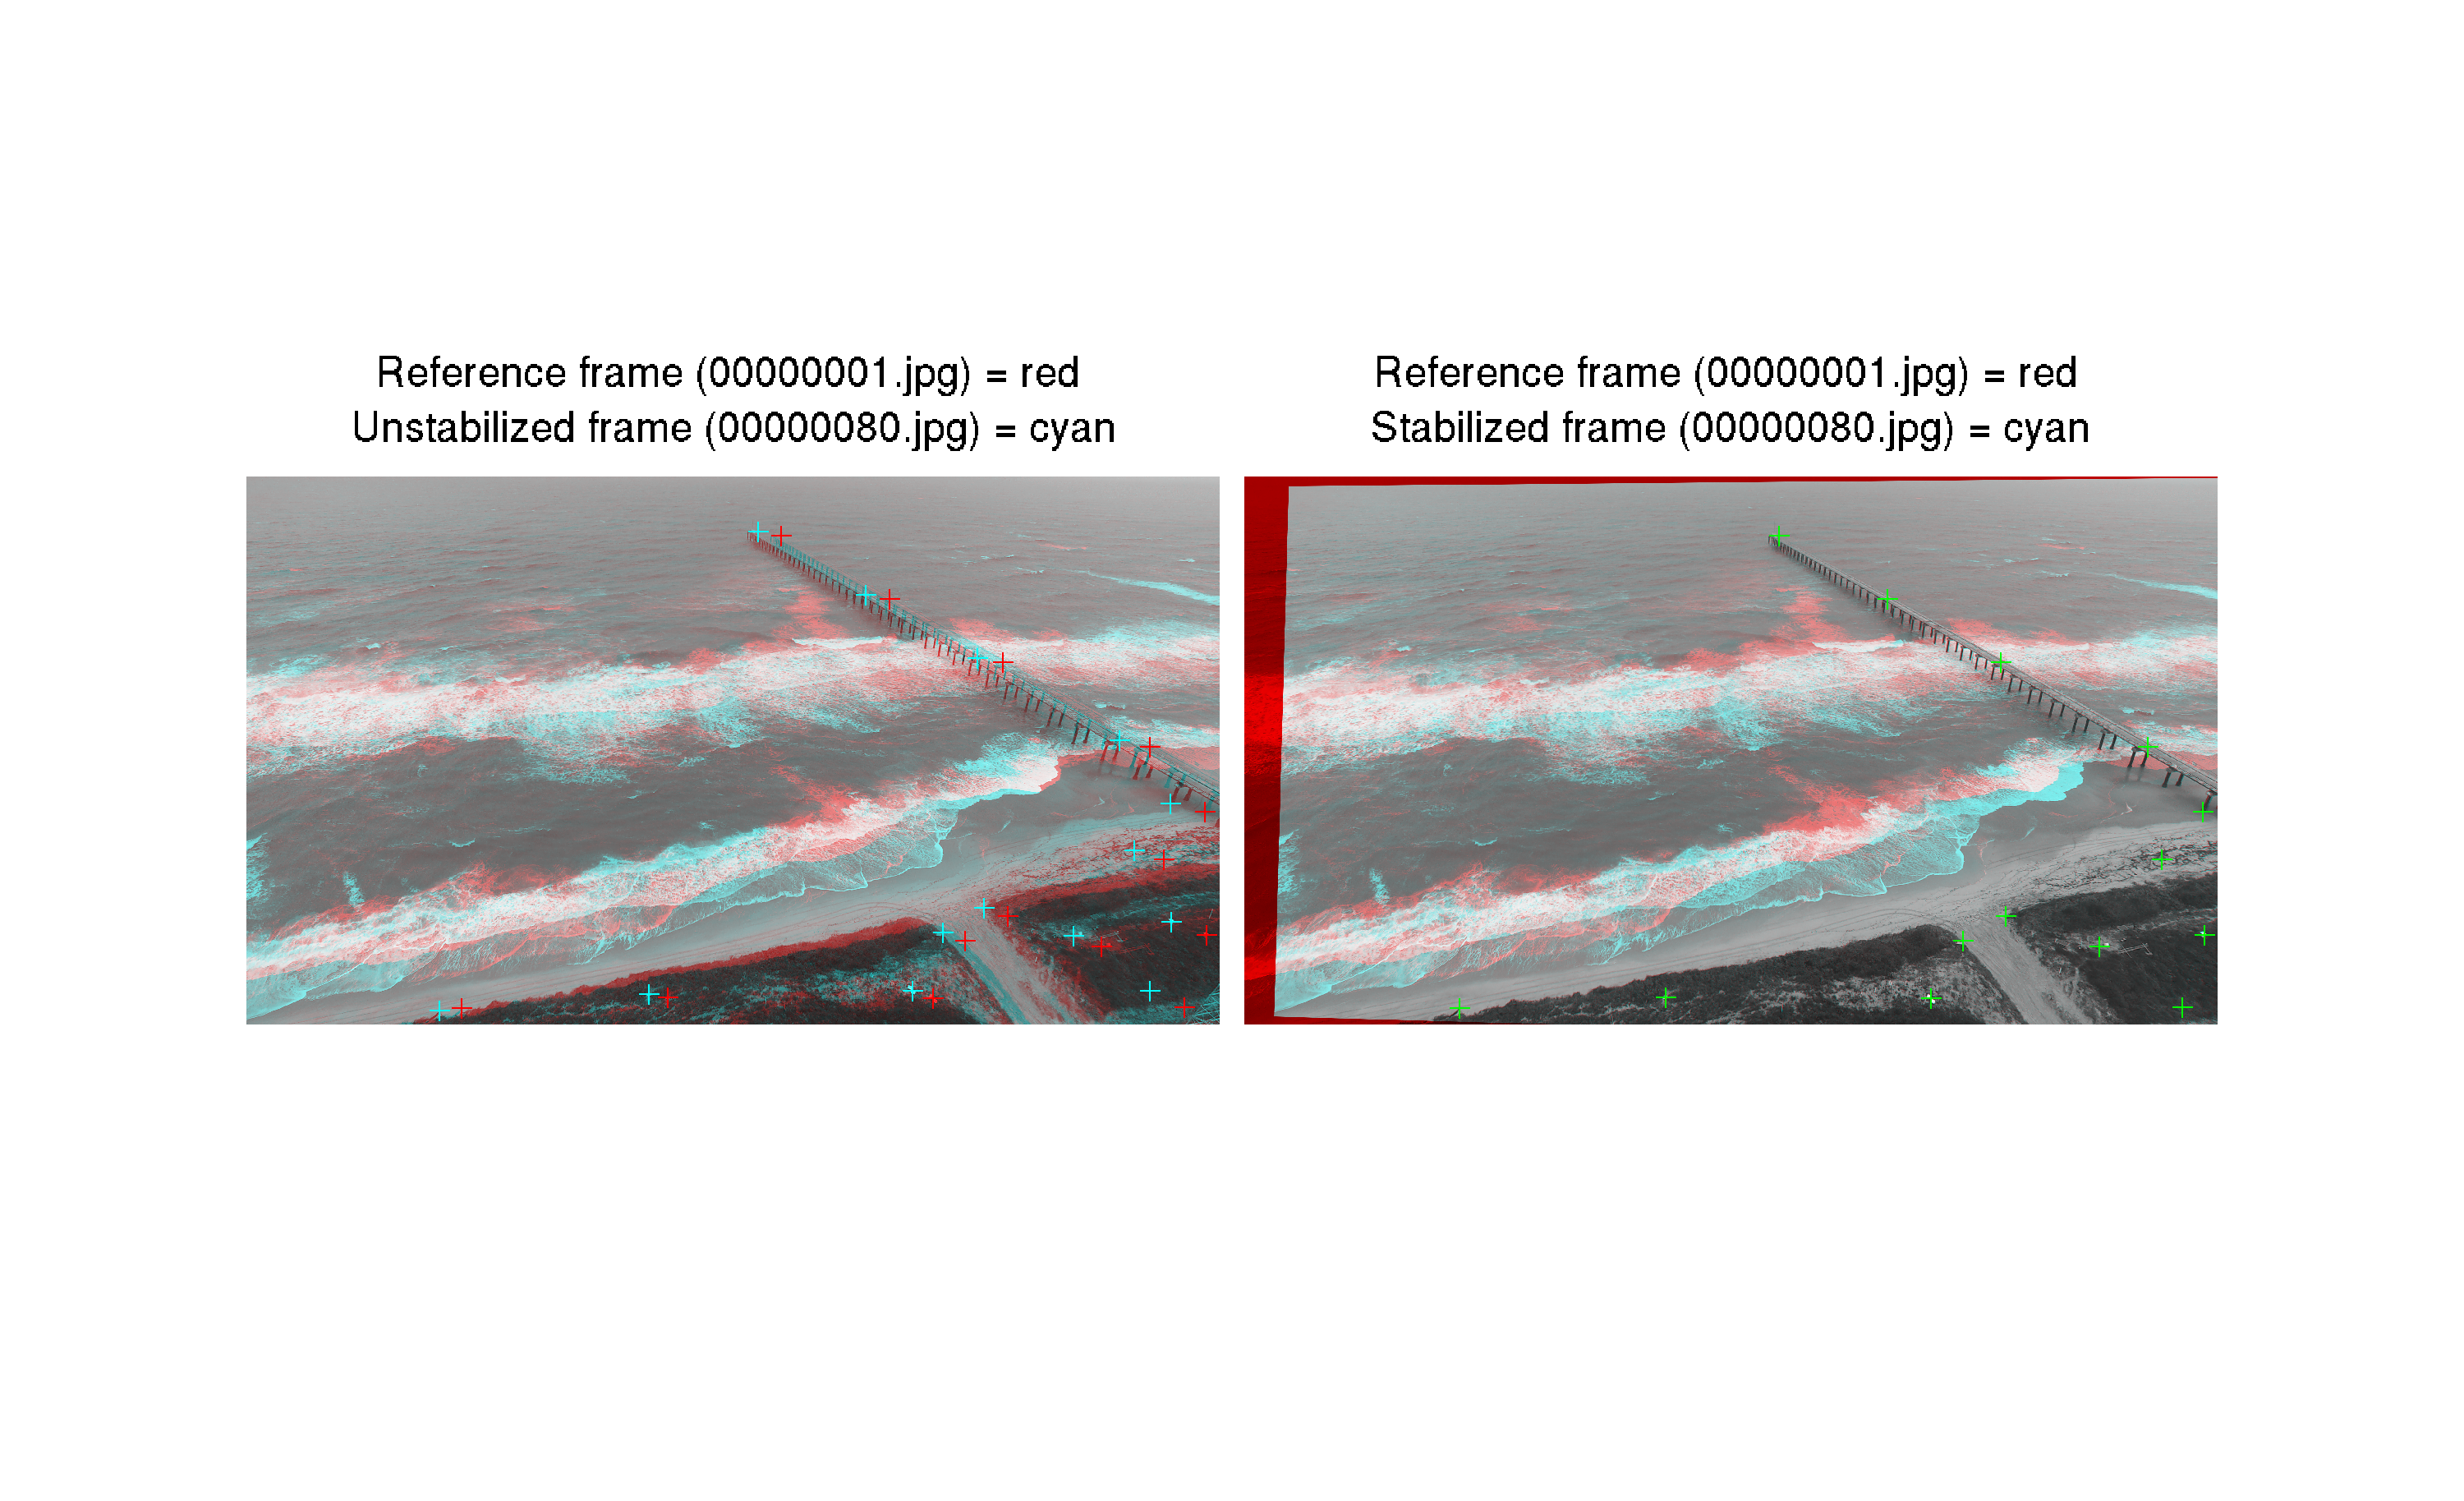 Reference frame (00000001.jpg) = red
Unstabilized frame (00000080.jpg) = cyan
Reference frame (00000001.jpg) = red
Stabilized frame (00000080.jpg) = cyan